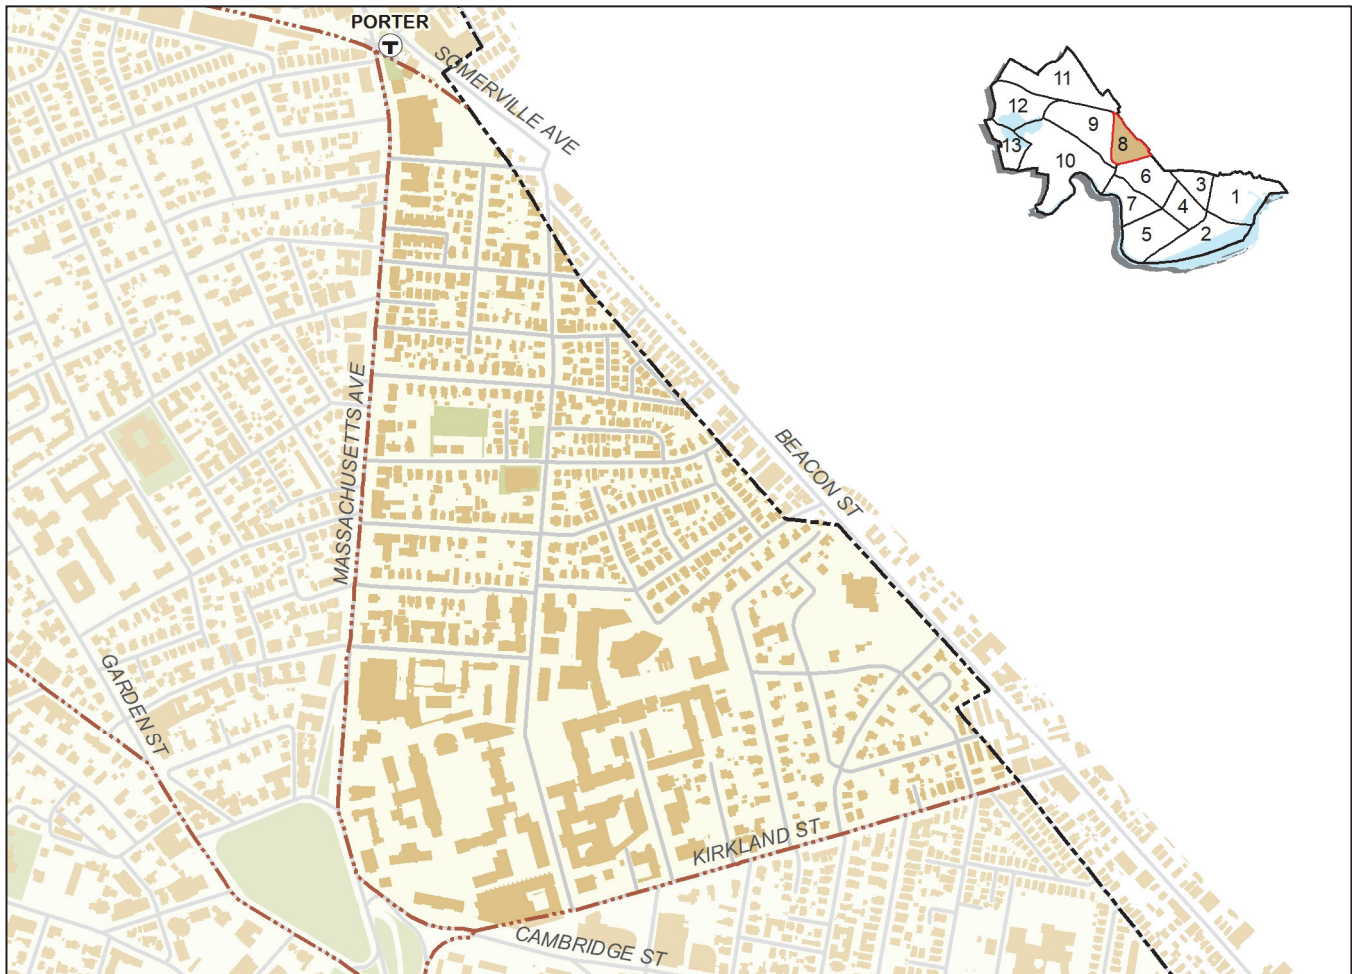 PORTER
T
SOMERVILLE AVE
MASSACHUSETTS AVE
BEACON ST
GARDEN ST
KIRKLAND ST
CAMBRIDGE ST
11
12
9
13
8
10
6
3
1
7
4
5
2